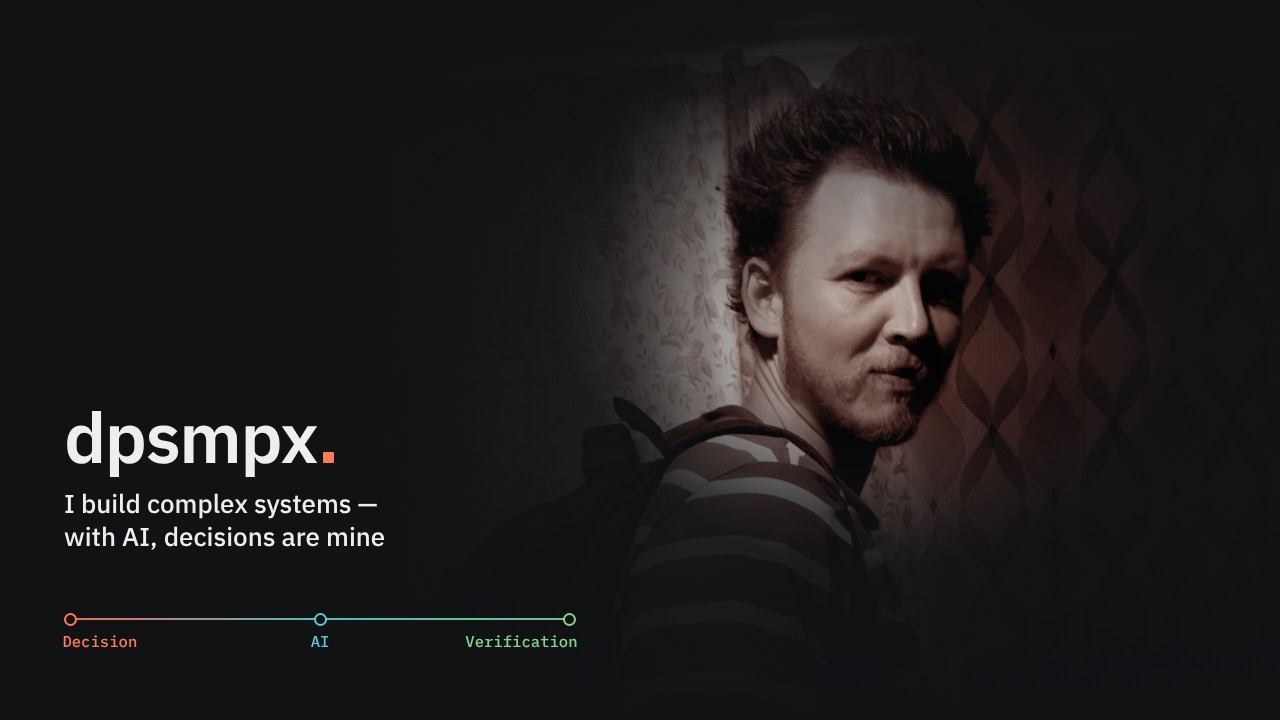 dpsmpx.
I build complex systems —
with AI, decisions are mine
Decision
AI
Verification